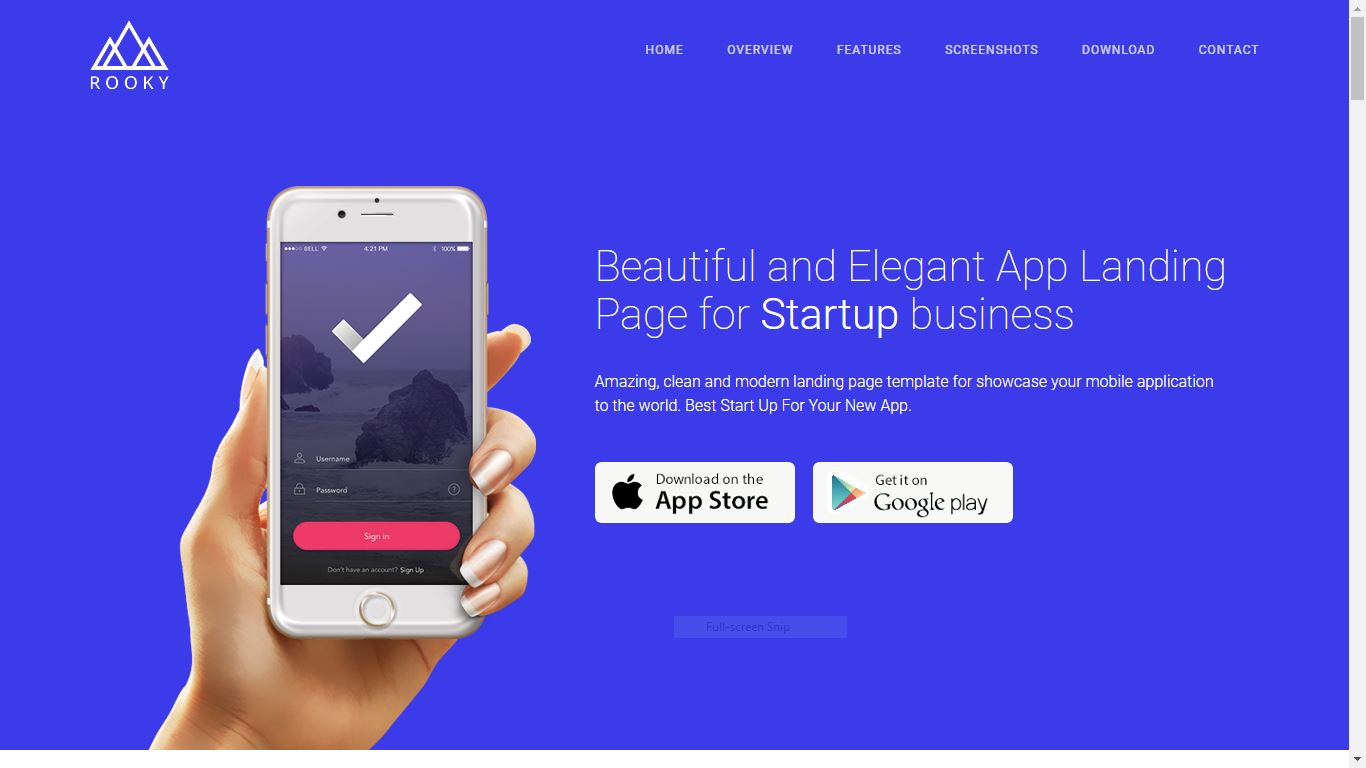 ROOKY
HOME OVERVIEW FEATURES SCREENSHOTS DOWNLOAD CONTACT
BELL 4:21 PM 100%
Username
Password
?
Sign in
Don't have an account? Sign Up
Beautiful and Elegant App Landing
Page for Startup business
Amazing, clean and modern landing page template for showcase your mobile application
to the world. Best Start Up For Your New App.
Download on the
App Store
Get it on
Google play
Full-screen Snip